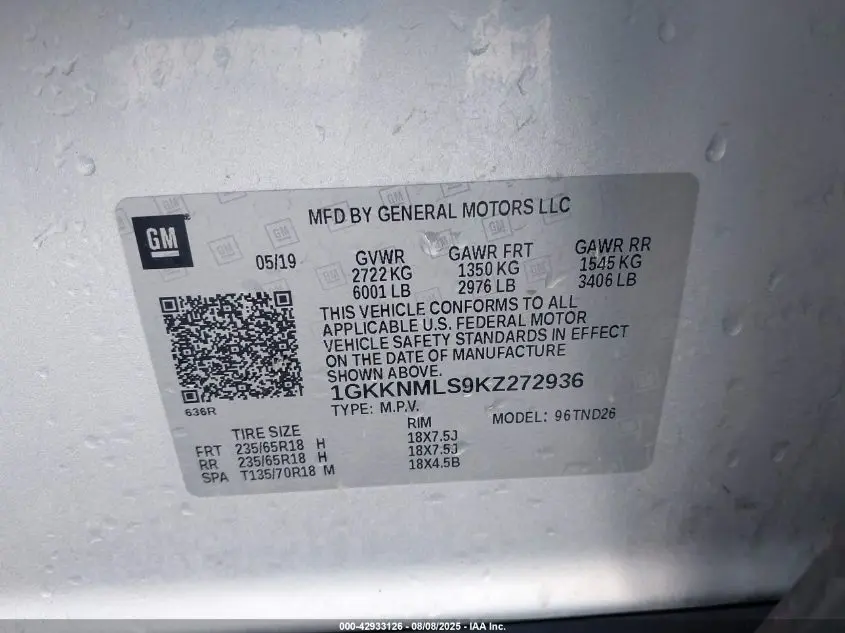 GM
MFD BY GENERAL MOTORS LLC
05/19
GVWR
2722 KG
6001 LB
GAWR FRT
1350 KG
2976 LB
GAWR RR
1545 KG
3406 LB
THIS VEHICLE CONFORMS TO ALL
APPLICABLE U.S. FEDERAL MOTOR
VEHICLE SAFETY STANDARDS IN EFFECT
ON THE DATE OF MANUFACTURE
SHOWN ABOVE.
1GKKNMLS9KZ272936
TYPE: M.P.V.
MODEL: 96TND26
636R
TIRE SIZE RIM
FRT 235/65R18 H 18X7.5J
RR 235/65R18 H 18X7.5J
SPA T135/70R18 M 18X4.5B
000-42933126 - 08/08/2025 - IAA Inc.